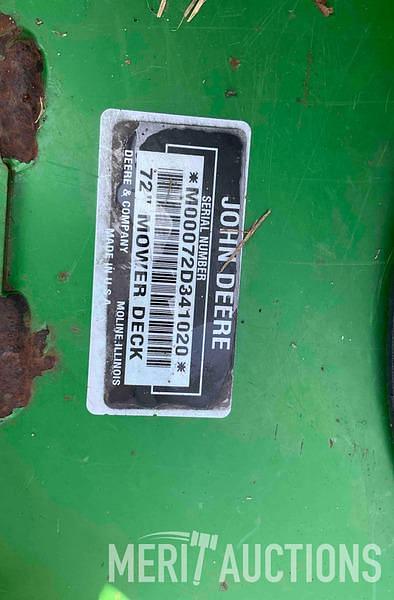 JOHN DEERE
SERIAL NUMBER
*M00072D341020*
72" MOWER DECK
DEERE & COMPANY MOLINE, ILLINOIS
MADE IN U.S.A.
MERIT AUCTIONS